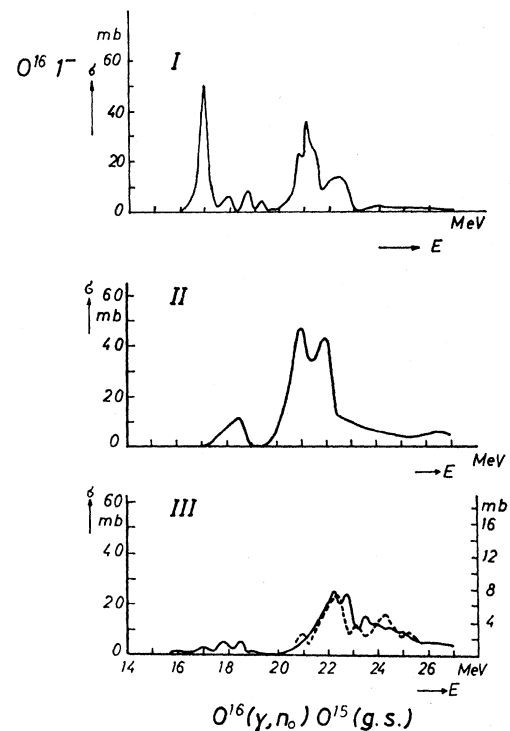 mb
O¹⁶ 1⁻ σ 60 I
40
20
0
MeV
→ E
σ 60 II
mb
40
20
0
MeV
→ E
σ 60 III mb
mb 16
40 12
20 8
4
0
14 16 18 20 21 22 24 26 MeV
→ E
O¹⁶(γ,n₀) O¹⁵(g.s.)